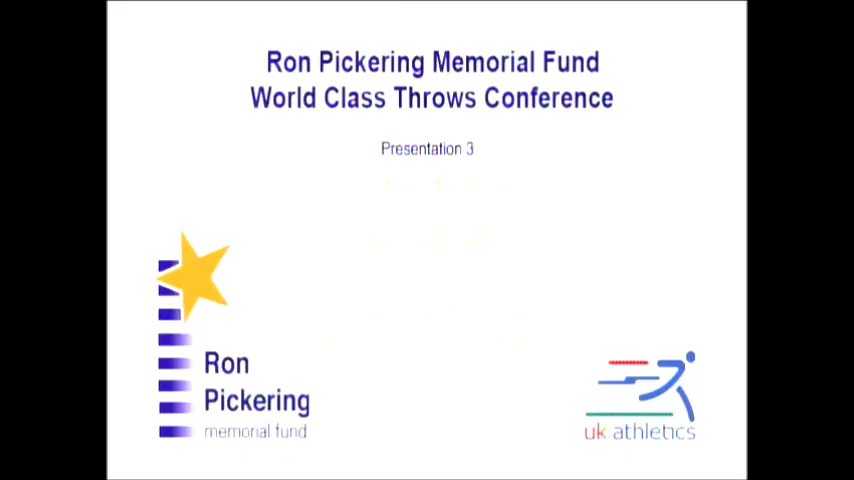 Ron Pickering Memorial Fund
World Class Throws Conference
Presentation 3
Ron
Pickering
memorial fund
uk athletics